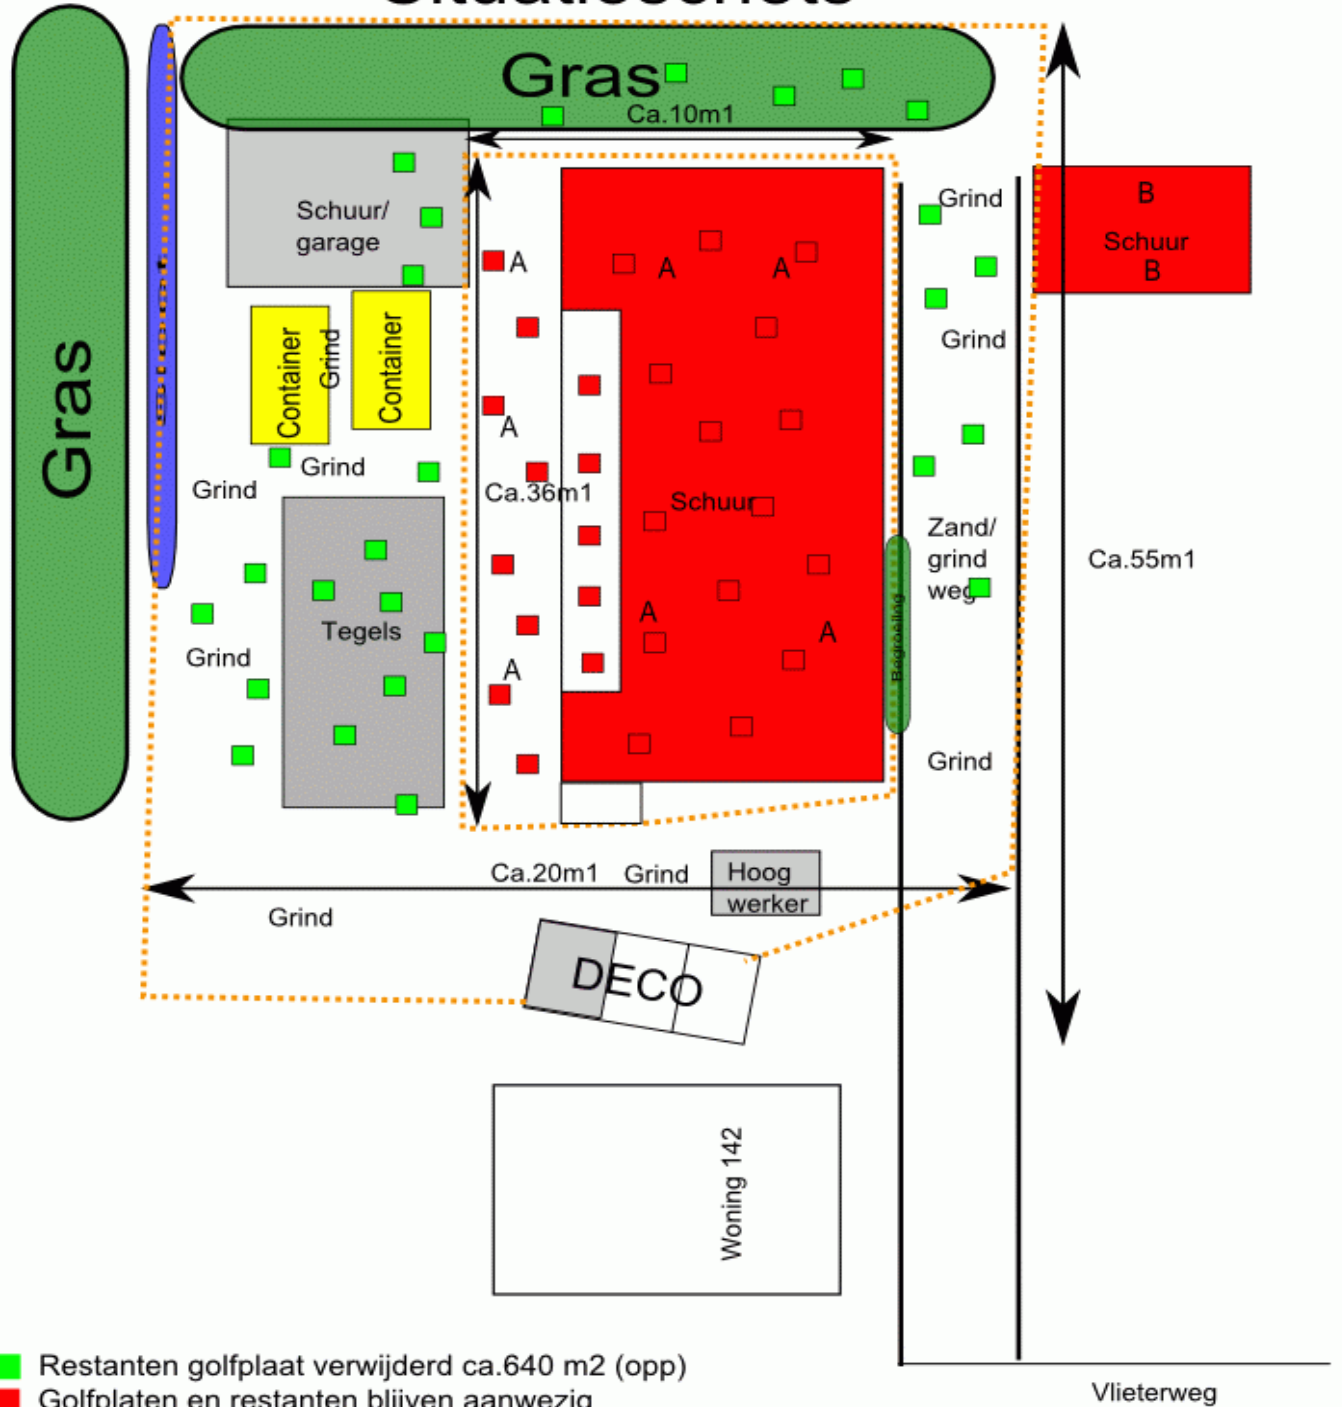 Situatieschets
Gras
Ca.10m1
Schuur/
garage
Grind
B
Schuur
B
A
A
A
Container
Grind
Container
Grind
Gras
A
Grind
Grind
Ca.36m1
Schuur
Zand/
grind
weg
Ca.55m1
Begroeiing
Tegels
A
A
Grind
A
Grind
Ca.20m1
Grind
Hoog
werker
Grind
DECO
Woning 142
Restanten golfplaat verwijderd ca.640 m2 (opp)
Golfplaten en restanten blijven aanwezig
Vlieterweg